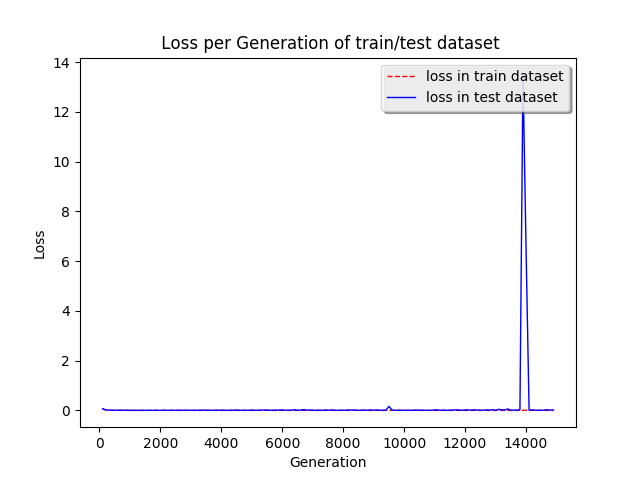 Loss per Generation of train/test dataset
14
12
10
8
6
4
2
0
Loss
loss in train dataset
loss in test dataset
0 2000 4000 6000 8000 10000 12000 14000
Generation